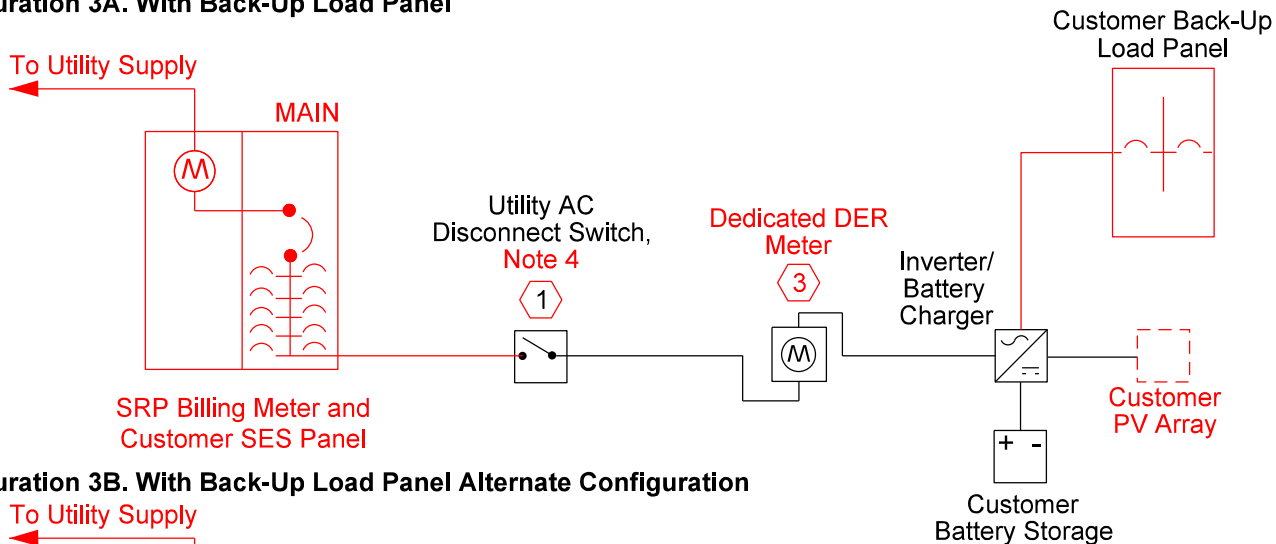 uration 3A. With Back-Up Load Panel
Customer Back-Up
Load Panel
To Utility Supply
MAIN
M
Utility AC
Disconnect Switch,
Note 4
1
Dedicated DER
Meter
3
M
Inverter/
Battery
Charger
Customer
PV Array
SRP Billing Meter and
Customer SES Panel
+ -
Customer
Battery Storage
uration 3B. With Back-Up Load Panel Alternate Configuration
To Utility Supply